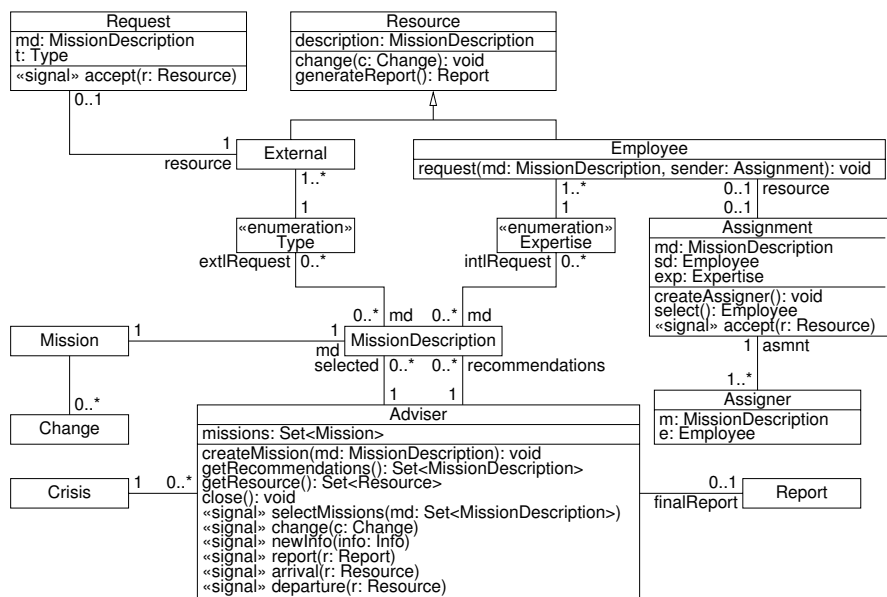 Request
md: MissionDescription
t: Type
«signal» accept(r: Resource)
Resource
description: MissionDescription
change(c: Change): void
generateReport(): Report
0..1
1
resource
External
Employee
request(md: MissionDescription, sender: Assignment): void
1..*
1
1..*
1
0..1
resource
0..1
«enumeration»
Type
«enumeration»
Expertise
extlRequest
0..*
intlRequest
0..*
Assignment
md: MissionDescription
sd: Employee
exp: Expertise
createAssigner(): void
select(): Employee
«signal» accept(r: Resource)
0..*
md
0..*
md
Mission
1
1
md
MissionDescription
selected
0..*
0..*
recommendations
1
asmnt
0..*
1
1
1..*
Change
Assigner
m: MissionDescription
e: Employee
Adviser
missions: Set<Mission>
createMission(md: MissionDescription): void
getRecommendations(): Set<MissionDescription>
getResource(): Set<Resource>
close(): void
«signal» selectMissions(md: Set<MissionDescription>)
«signal» change(c: Change)
«signal» newInfo(info: Info)
«signal» report(r: Report)
«signal» arrival(r: Resource)
«signal» departure(r: Resource)
Crisis
1
0..*
0..1
finalReport
Report